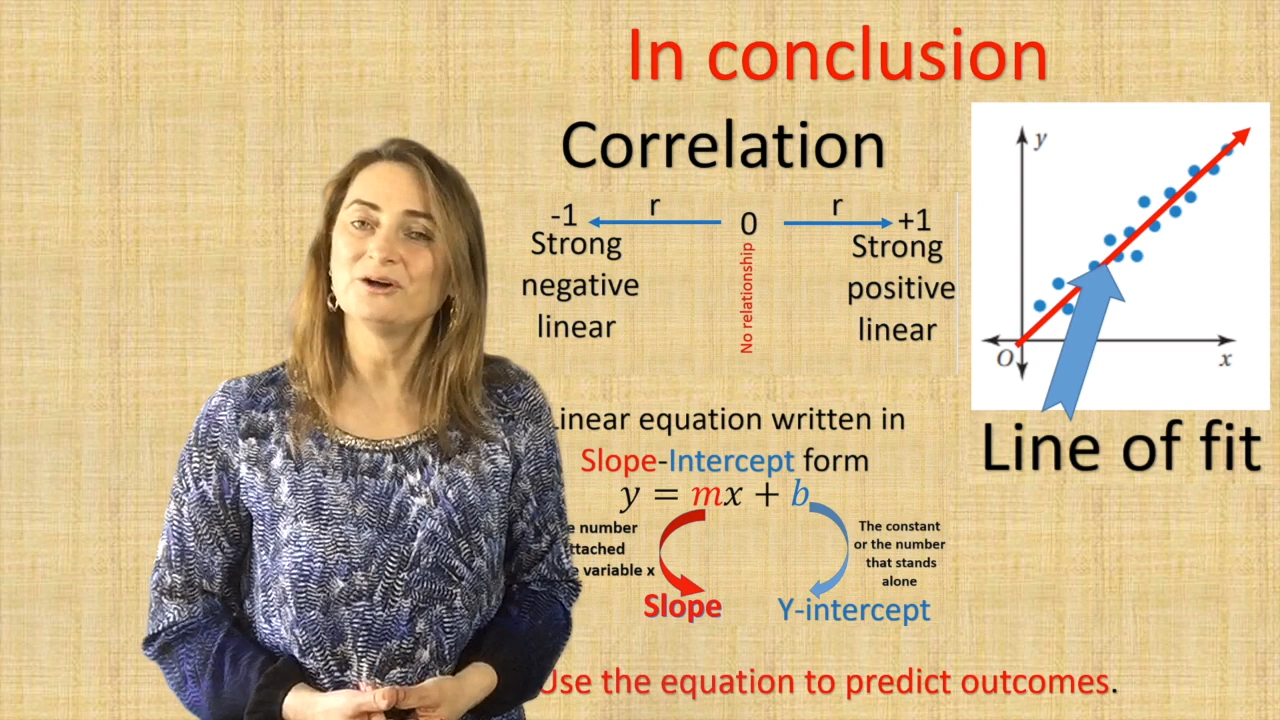 In conclusion
Correlation
-1 r 0 r +1
Strong negative linear
No relationship
Strong positive linear
y
O
x
Line of fit
inear equation written in
Slope-Intercept form
y = mx + b
number
ttached
variable x
The constant
or the number
that stands
alone
Slope
Y-intercept
Use the equation to predict outcomes.